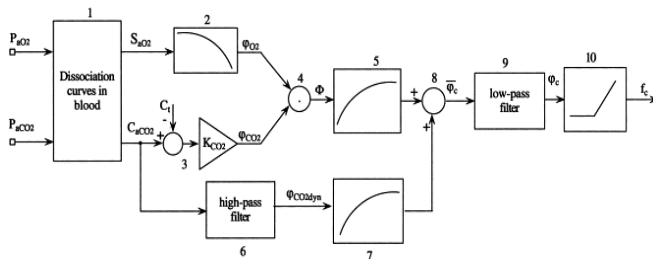 1
2
3
4
5
6
7
8
9
10
P_aO2
P_aCO2
Dissociation
curves in
blood
S_aO2
C_aCO2
φ_O2
C_t
-
+
K_CO2
φ_CO2
.
Φ
high-pass
filter
φ_CO2dyn
+
+
φ̅_c
low-pass
filter
φ_c
f_c